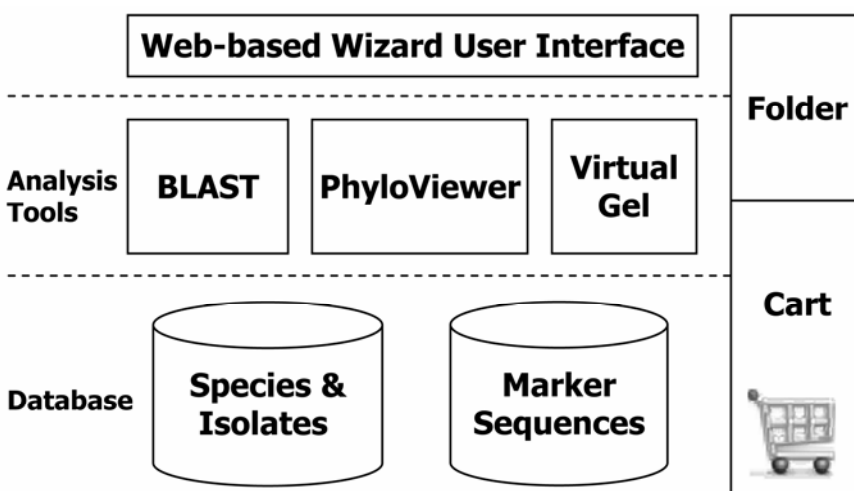 Web-based Wizard User Interface
Folder
Analysis
Tools
BLAST
PhyloViewer
Virtual
Gel
Cart
Database
Species &
Isolates
Marker
Sequences